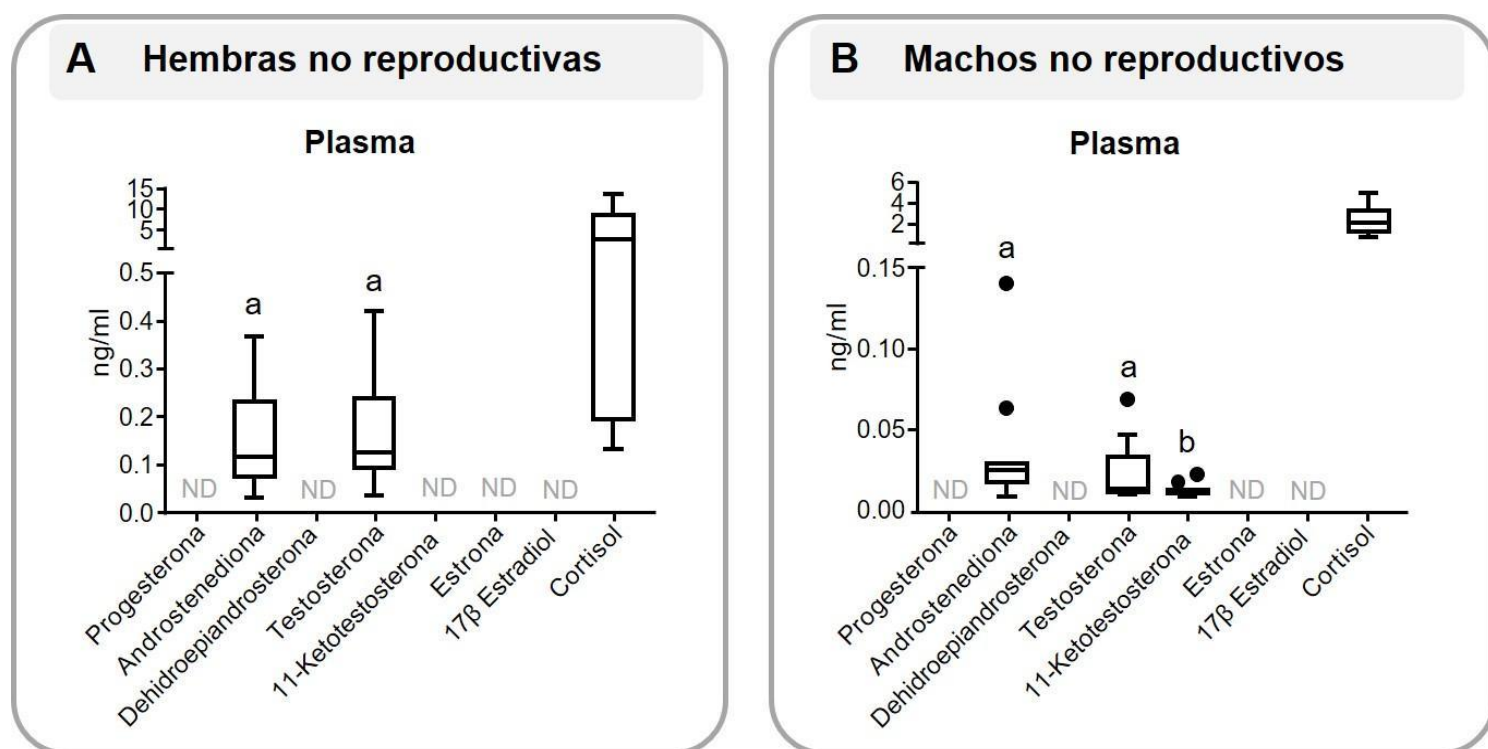 A Hembras no reproductivas
Plasma
15
10
5
0.5
0.4
0.3
0.2
0.1
0.0
ng/ml
a
a
ND
ND
ND
ND
ND
Progesterona
Androstenediona
Dehidroepiandrosterona
Testosterona
11-Ketotestosterona
Estrona
17β Estradiol
Cortisol
B Machos no reproductivos
Plasma
6
4
2
0.15
0.10
0.05
0.00
ng/ml
a
a
b
ND
ND
ND
ND
Progesterona
Androstenediona
Dehidroepiandrosterona
Testosterona
11-Ketotestosterona
Estrona
17β Estradiol
Cortisol